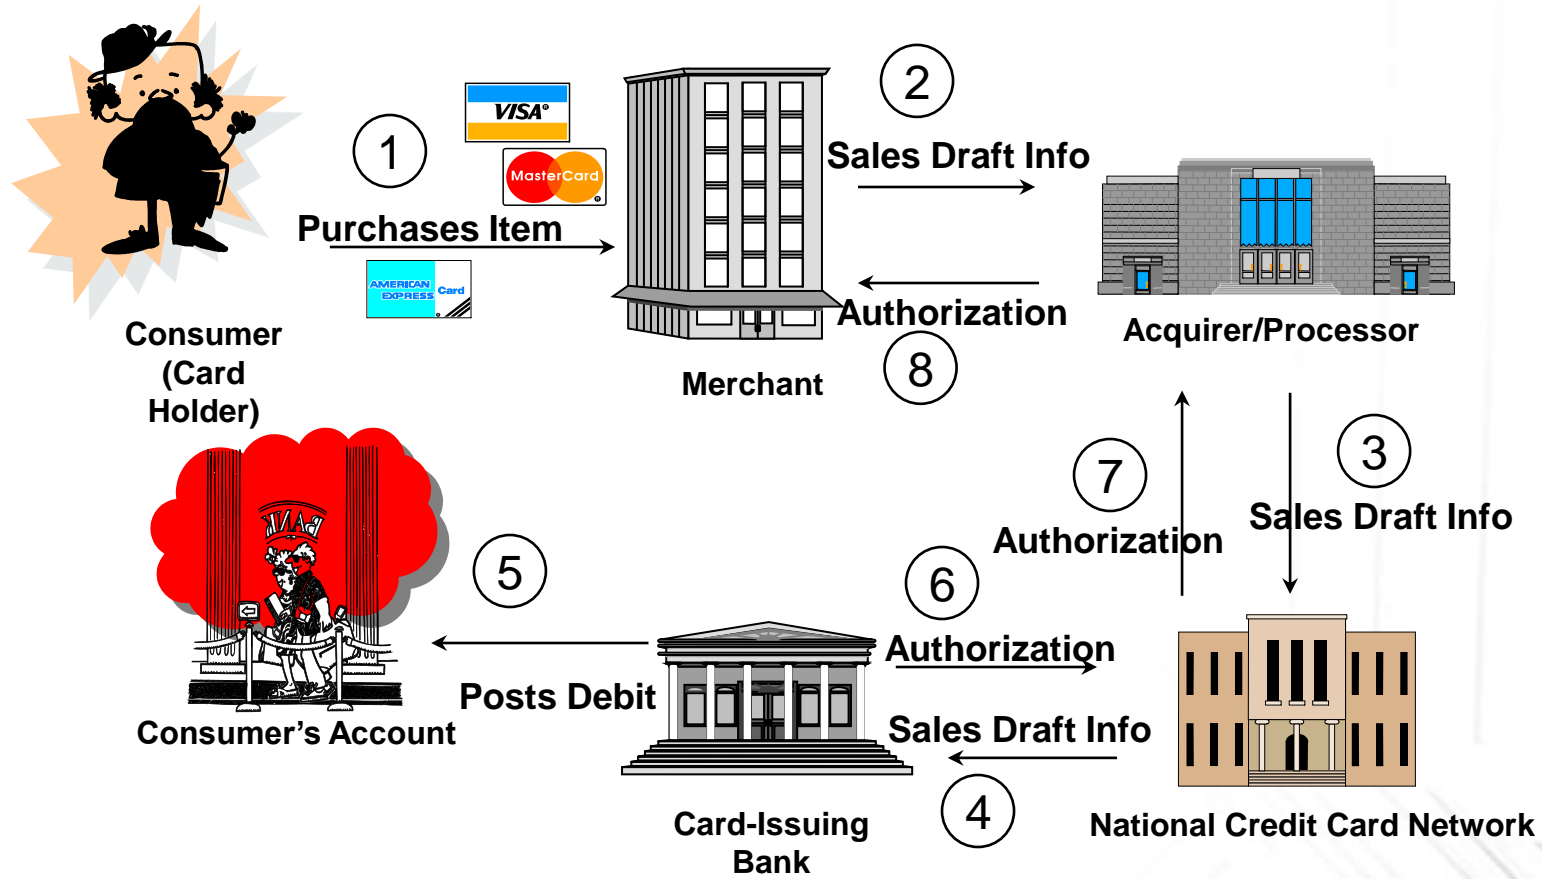 1
VISA®
MasterCard
®
Purchases Item
AMERICAN
EXPRESS
Card
®
Consumer
(Card
Holder)
Merchant
2
Sales Draft Info
Authorization
8
Acquirer/Processor
7
Authorization
3
Sales Draft Info
BANK
5
Posts Debit
Consumer’s Account
6
Authorization
Sales Draft Info
4
Card-Issuing
Bank
National Credit Card Network